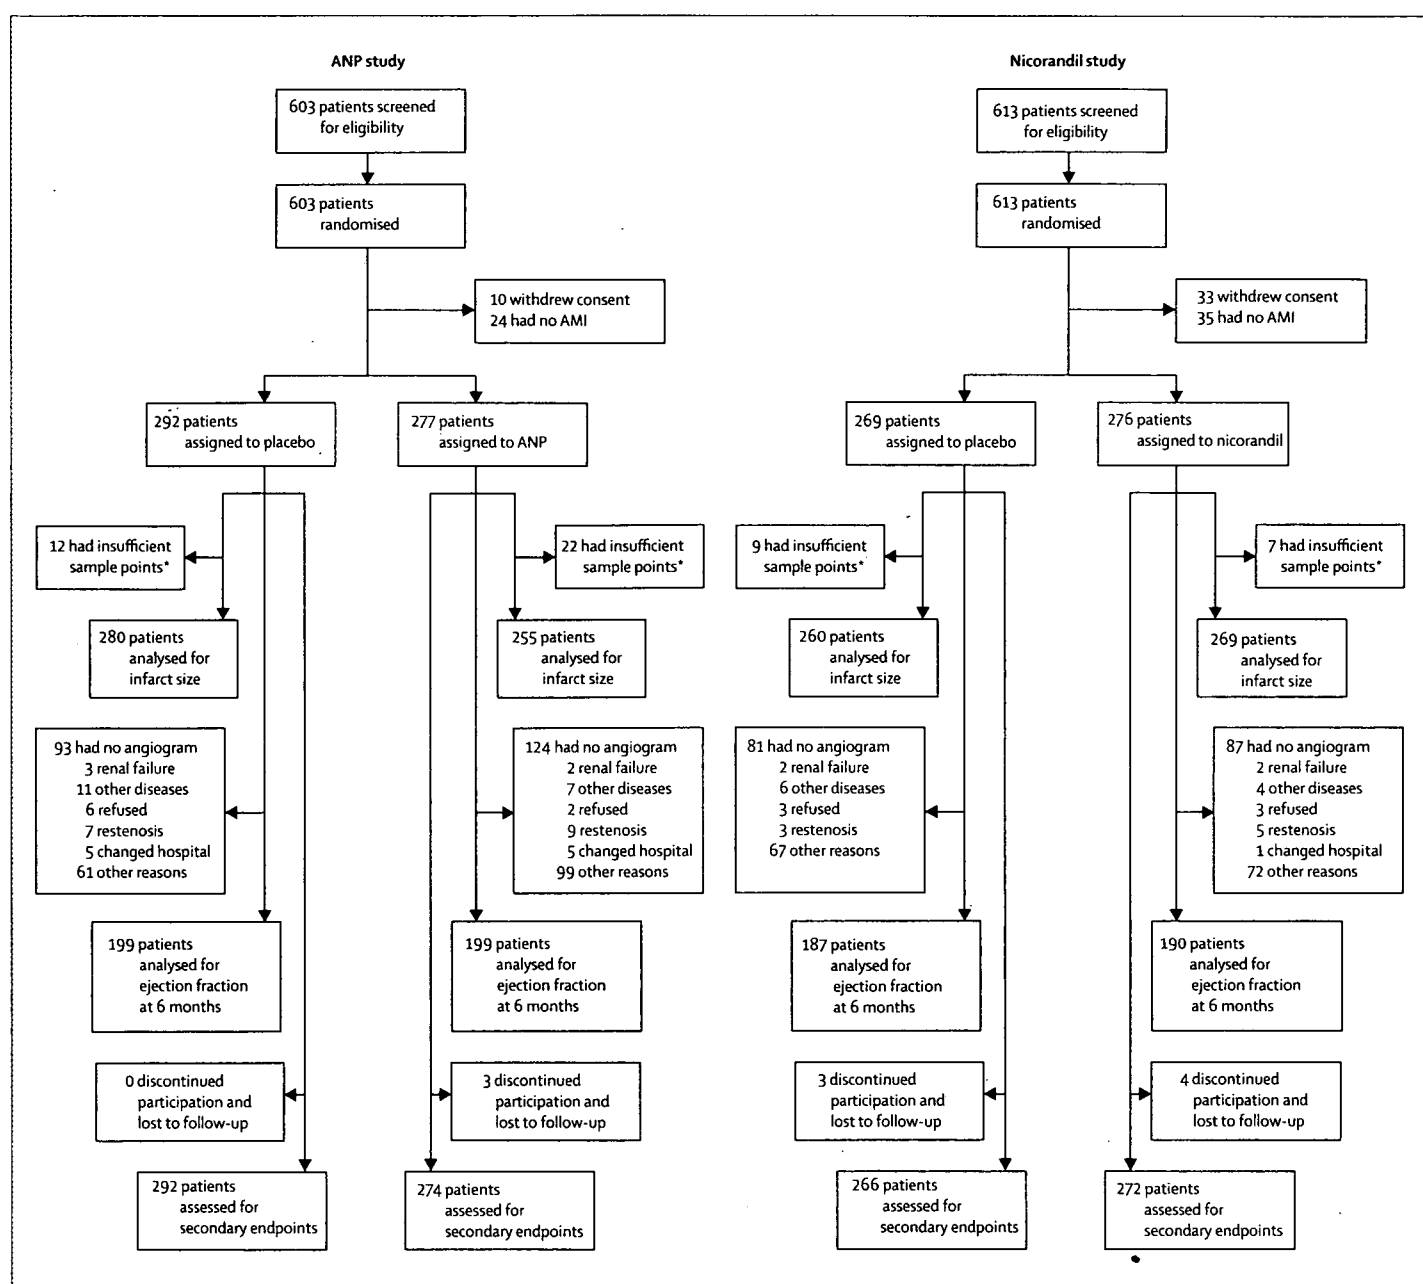 ANP study
603 patients screened
for eligibility
603 patients
randomised
10 withdrew consent
24 had no AMI
292 patients
assigned to placebo
277 patients
assigned to ANP
12 had insufficient
sample points*
22 had insufficient
sample points*
280 patients
analysed for
infarct size
255 patients
analysed for
infarct size
93 had no angiogram
3 renal failure
11 other diseases
6 refused
7 restenosis
5 changed hospital
61 other reasons
124 had no angiogram
2 renal failure
7 other diseases
2 refused
9 restenosis
5 changed hospital
99 other reasons
199 patients
analysed for
ejection fraction
at 6 months
199 patients
analysed for
ejection fraction
at 6 months
0 discontinued
participation and
lost to follow-up
3 discontinued
participation and
lost to follow-up
292 patients
assessed for
secondary endpoints
274 patients
assessed for
secondary endpoints
Nicorandil study
613 patients screened
for eligibility
613 patients
randomised
33 withdrew consent
35 had no AMI
269 patients
assigned to placebo
276 patients
assigned to nicorandil
9 had insufficient
sample points*
7 had insufficient
sample points*
260 patients
analysed for
infarct size
269 patients
analysed for
infarct size
81 had no angiogram
2 renal failure
6 other diseases
3 refused
3 restenosis
67 other reasons
87 had no angiogram
2 renal failure
4 other diseases
3 refused
5 restenosis
1 changed hospital
72 other reasons
187 patients
analysed for
ejection fraction
at 6 months
190 patients
analysed for
ejection fraction
at 6 months
3 discontinued
participation and
lost to follow-up
4 discontinued
participation and
lost to follow-up
266 patients
assessed for
secondary endpoints
272 patients
assessed for
secondary endpoints